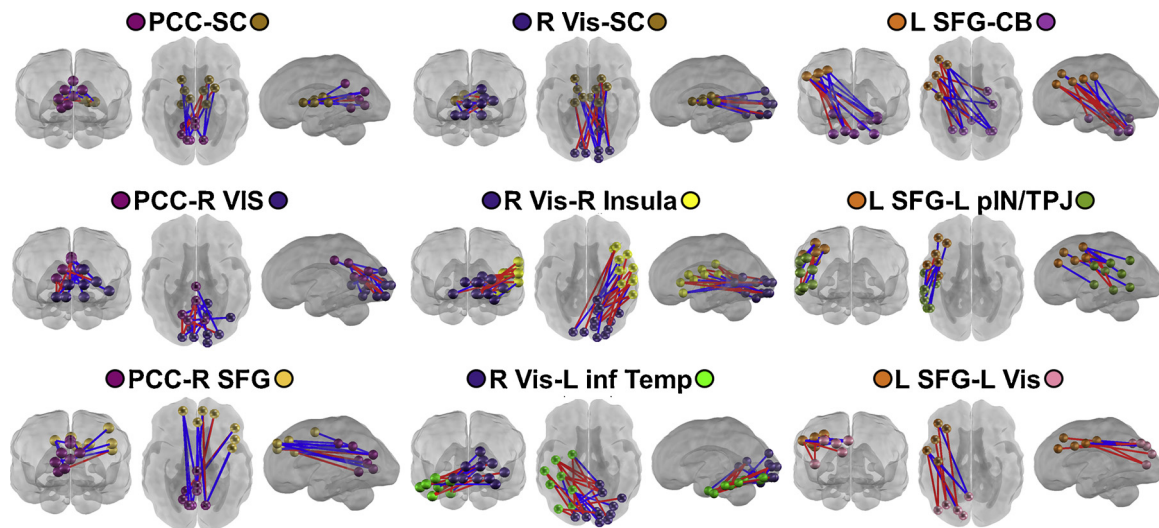 PCC-SC
R Vis-SC
L SFG-CB
PCC-R VIS
R Vis-R Insula
L SFG-L pIN/TPJ
PCC-R SFG
R Vis-L inf Temp
L SFG-L Vis